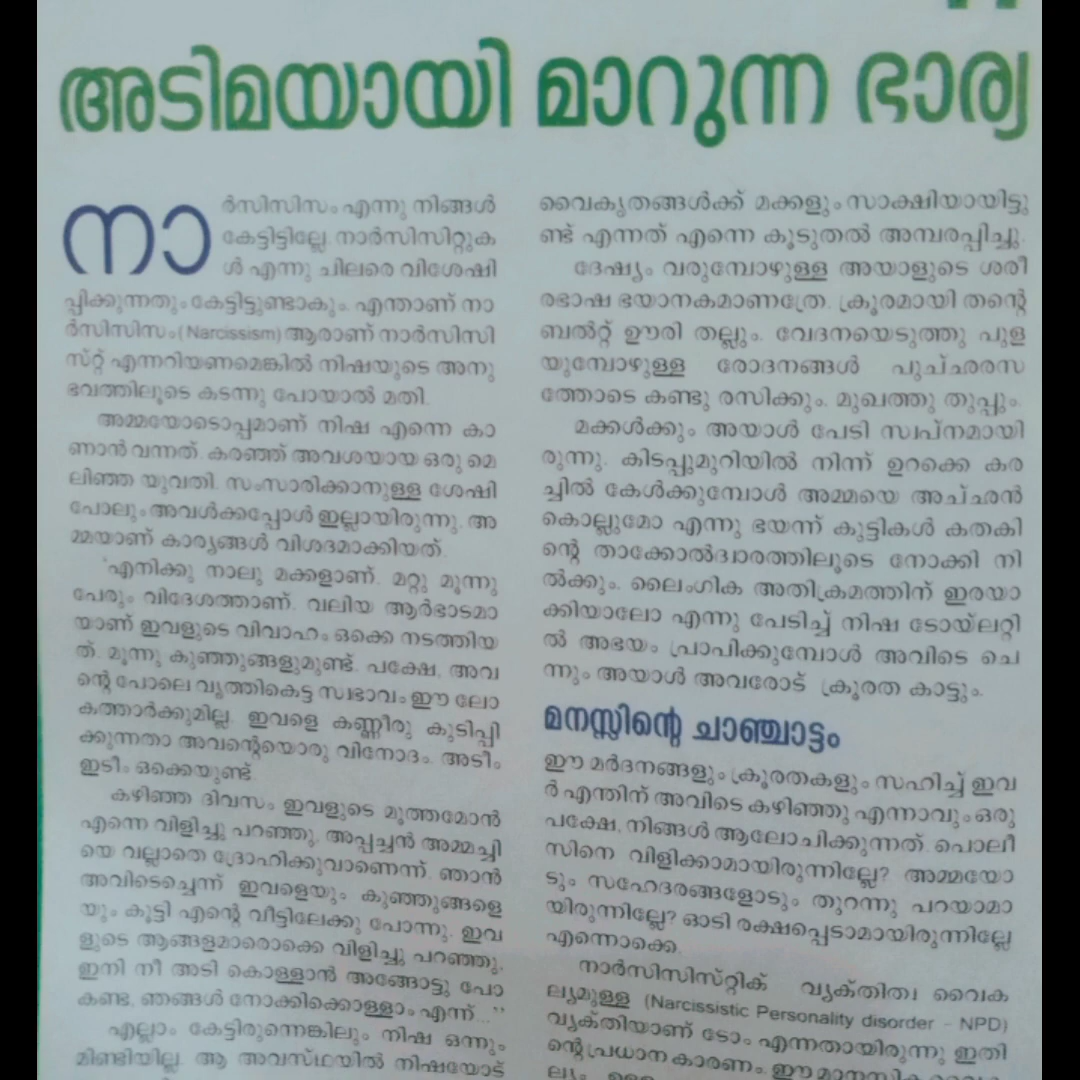 അടിമയായി മാറുന്ന ഭാര്യ
നാ
ർസിസിസം എന്നു നിങ്ങൾ
കേട്ടിട്ടില്ലേ. നാർസിസിറ്റുക
ൾ എന്നു ചിലരെ വിശേഷി
പ്പിക്കുന്നതും കേട്ടിട്ടുണ്ടാകും. എന്താണ് നാ
ർസിസിസം(Narcissism) ആരാണ് നാർസിസി
സ്റ്റ് എന്നറിയണമെങ്കിൽ നിഷയുടെ അനു
ഭവത്തിലൂടെ കടന്നു പോയാൽ മതി.
അമ്മയോടൊപ്പമാണ് നിഷ എന്നെ കാ
ണാൻ വന്നത്. കരഞ്ഞ് അവശയായ ഒരു മെ
ലിഞ്ഞ യുവതി. സംസാരിക്കാനുള്ള ശേഷി
പോലും അവൾക്കപ്പോൾ ഇല്ലായിരുന്നു. അ
മ്മയാണ് കാര്യങ്ങൾ വിശദമാക്കിയത്.
'എനിക്കു നാലു മക്കളാണ്. മറ്റു മൂന്നു
പേരും വിദേശത്താണ്. വലിയ ആർഭാടമാ
യാണ് ഇവളുടെ വിവാഹം ഒക്കെ നടത്തിയ
ത്. മൂന്നു കുഞ്ഞുങ്ങളുമുണ്ട്. പക്ഷേ, അവ
ന്റെ പോലെ വൃത്തികെട്ട സ്വഭാവം ഈ ലോ
കത്താർക്കുമില്ല. ഇവളെ കണ്ണീരു കുടിപ്പി
ക്കുന്നതാ അവന്റെയൊരു വിനോദം. അടീം
ഇടീം ഒക്കെയുണ്ട്.
കഴിഞ്ഞ ദിവസം ഇവളുടെ മൂത്തമോൻ
എന്നെ വിളിച്ചു പറഞ്ഞു, അപ്പച്ചൻ അമ്മച്ചി
യെ വല്ലാതെ ദ്രോഹിക്കുവാണെന്ന്. ഞാൻ
അവിടെച്ചെന്ന് ഇവളെയും കുഞ്ഞുങ്ങളെ
യും കൂട്ടി എന്റെ വീട്ടിലേക്കു പോന്നു. ഇവ
ളുടെ ആങ്ങളമാരൊക്കെ വിളിച്ചു പറഞ്ഞു,
ഇനി നീ അടി കൊള്ളാൻ അങ്ങോട്ടു പോ
കണ്ട, ഞങ്ങൾ നോക്കിക്കൊള്ളാം എന്ന്...''
എല്ലാം കേട്ടിരുന്നെങ്കിലും നിഷ ഒന്നും
മിണ്ടിയില്ല. ആ അവസ്ഥയിൽ നിഷയോട്
വൈകൃതങ്ങൾക്ക് മക്കളും സാക്ഷിയായിട്ടു
ണ്ട് എന്നത് എന്നെ കൂടുതൽ അമ്പരപ്പിച്ചു.
ദേഷ്യം വരുമ്പോഴുള്ള അയാളുടെ ശരീ
രഭാഷ ഭയാനകമാണത്രേ. ക്രൂരമായി തന്റെ
ബൽറ്റ് ഊരി തല്ലും. വേദനയെടുത്തു പുള
യുമ്പോഴുള്ള രോദനങ്ങൾ പുച്ഛരസ
ത്തോടെ കണ്ടു രസിക്കും. മുഖത്തു തുപ്പും.
മക്കൾക്കും അയാൾ പേടി സ്വപ്നമായി
രുന്നു. കിടപ്പുമുറിയിൽ നിന്ന് ഉറക്കെ കര
ച്ചിൽ കേൾക്കുമ്പോൾ അമ്മയെ അച്ഛൻ
കൊല്ലുമോ എന്നു ഭയന്ന് കുട്ടികൾ കതകി
ന്റെ താക്കോൽദ്വാരത്തിലൂടെ നോക്കി നി
ൽക്കും. ലൈംഗിക അതിക്രമത്തിന് ഇരയാ
ക്കിയാലോ എന്നു പേടിച്ച് നിഷ ടോയ്ലറ്റി
ൽ അഭയം പ്രാപിക്കുമ്പോൾ അവിടെ ചെ
ന്നും അയാൾ അവരോട് ക്രൂരത കാട്ടും.
മനസ്സിന്റെ ചാഞ്ചാട്ടം
ഈ മർദനങ്ങളും ക്രൂരതകളും സഹിച്ച് ഇവ
ർ എന്തിന് അവിടെ കഴിഞ്ഞു എന്നാവും ഒരു
പക്ഷേ, നിങ്ങൾ ആലോചിക്കുന്നത്. പൊലീ
സിനെ വിളിക്കാമായിരുന്നില്ലേ? അമ്മയോ
ടും സഹോദരങ്ങളോടും തുറന്നു പറയാമാ
യിരുന്നില്ലേ? ഓടി രക്ഷപ്പെടാമായിരുന്നില്ലേ
എന്നൊക്കെ.
നാർസിസിസ്റ്റിക് വ്യക്തിത്വ വൈക
ല്യമുള്ള (Narcissistic Personality disorder - NPD)
വ്യക്തിയാണ് ടോം എന്നതായിരുന്നു ഇതി
ന്റെ പ്രധാന കാരണം. ഈ മാനസിക
ല്യം ഉള്ള